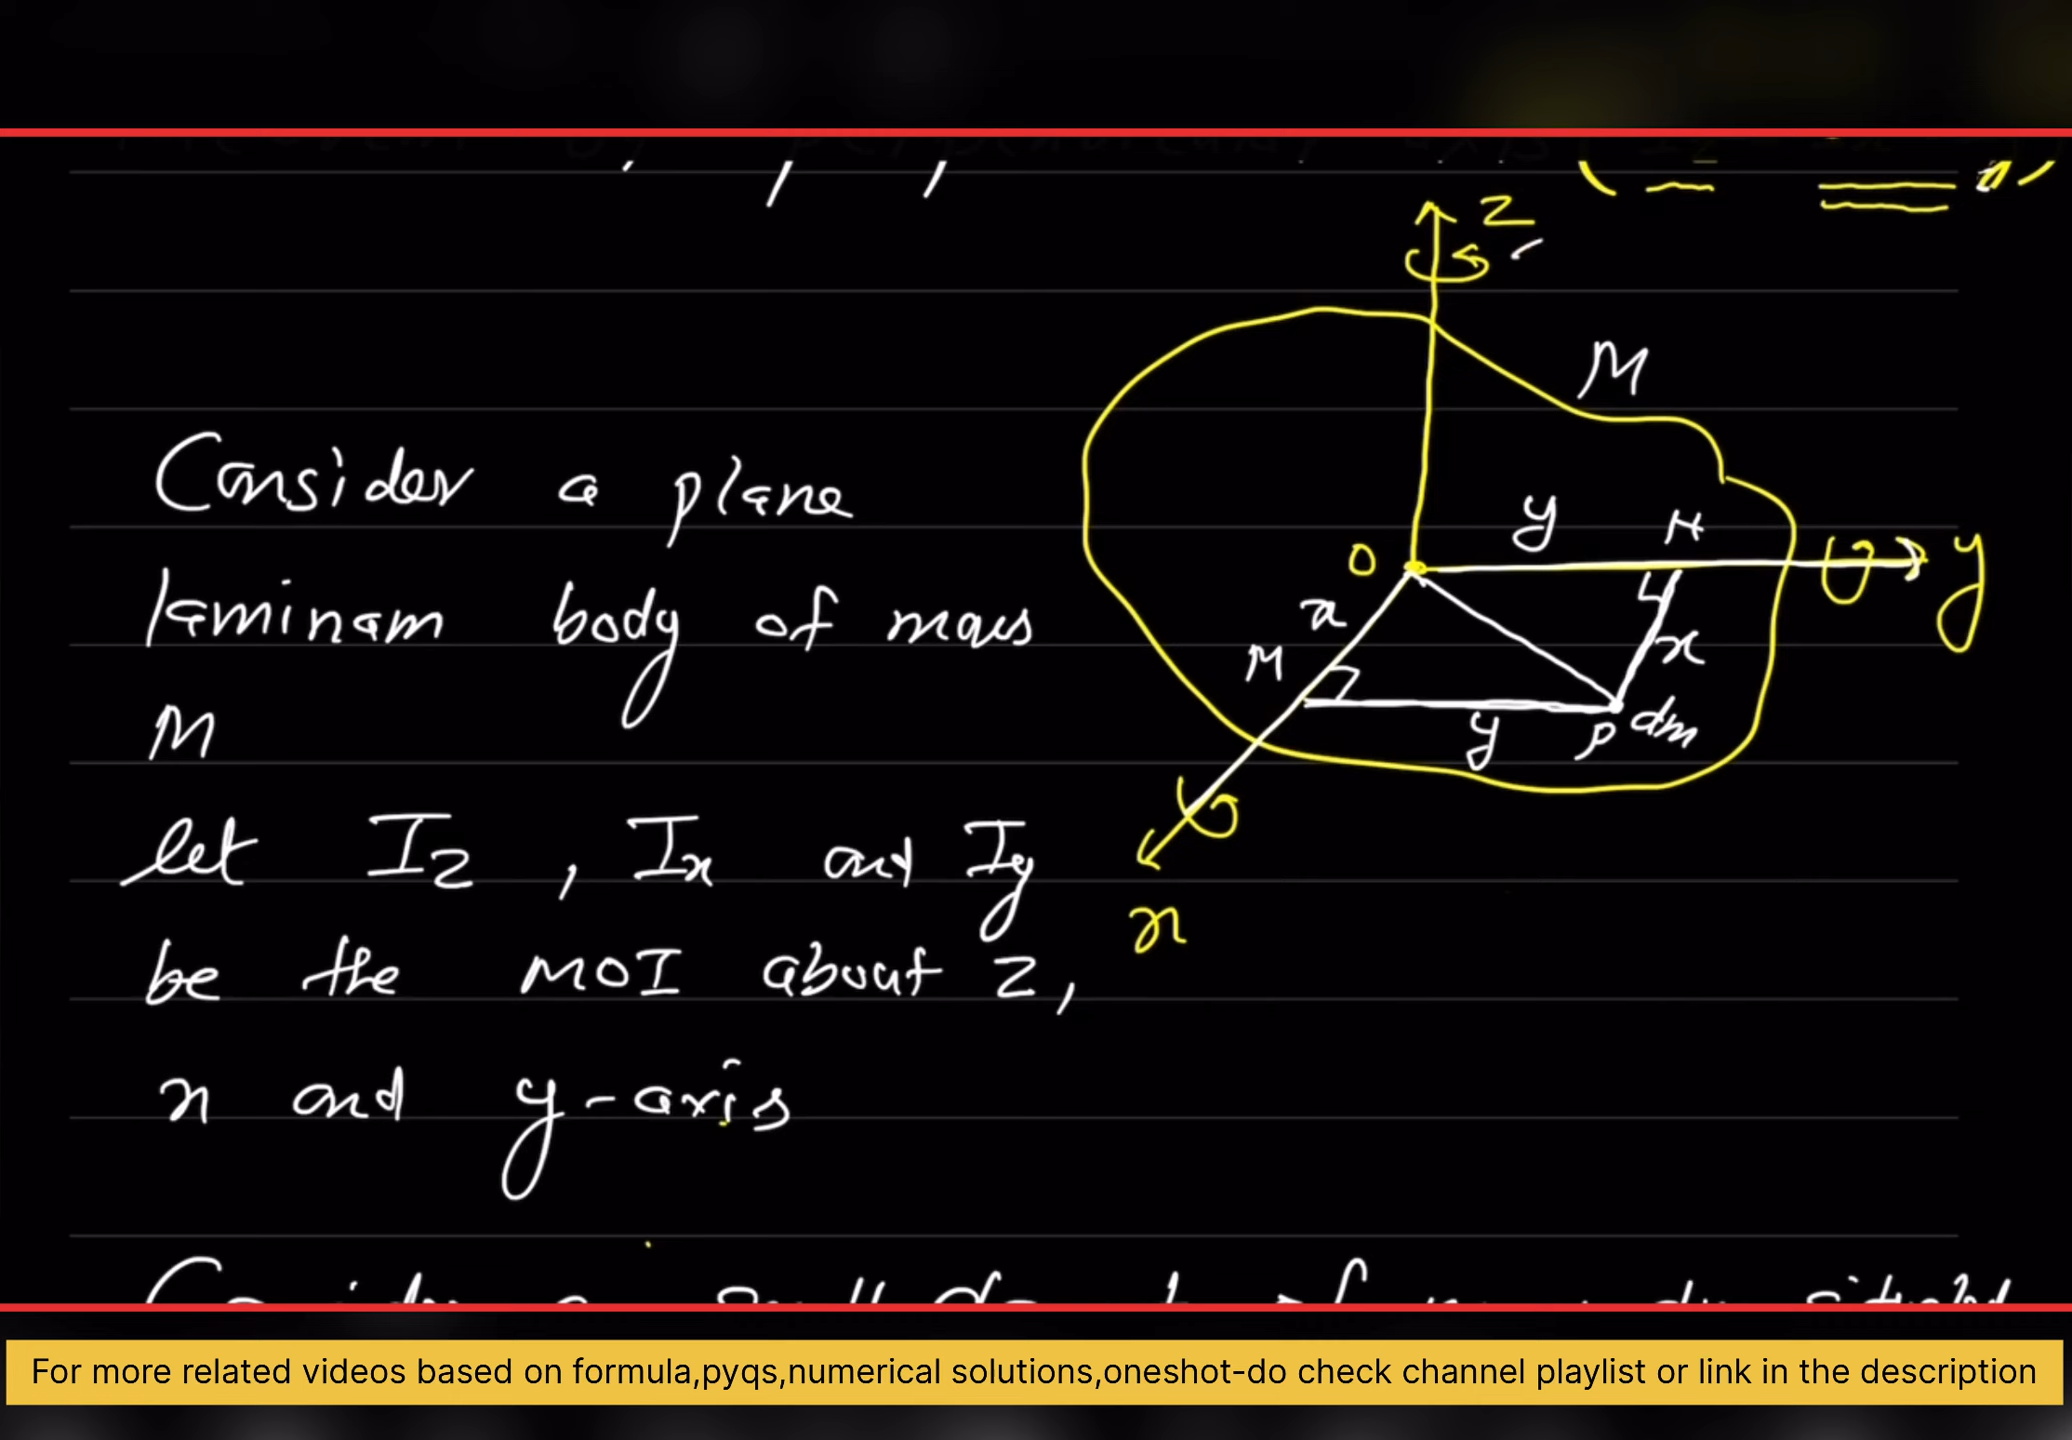 Z
M
y
H
O
y
x
x
M
y
P
dm
x
Consider a plane
laminam body of mass
M
let Iz , Ix and Iy
be the MOI about z,
x and y-axis
For more related videos based on formula,pyqs,numerical solutions,oneshot-do check channel playlist or link in the description